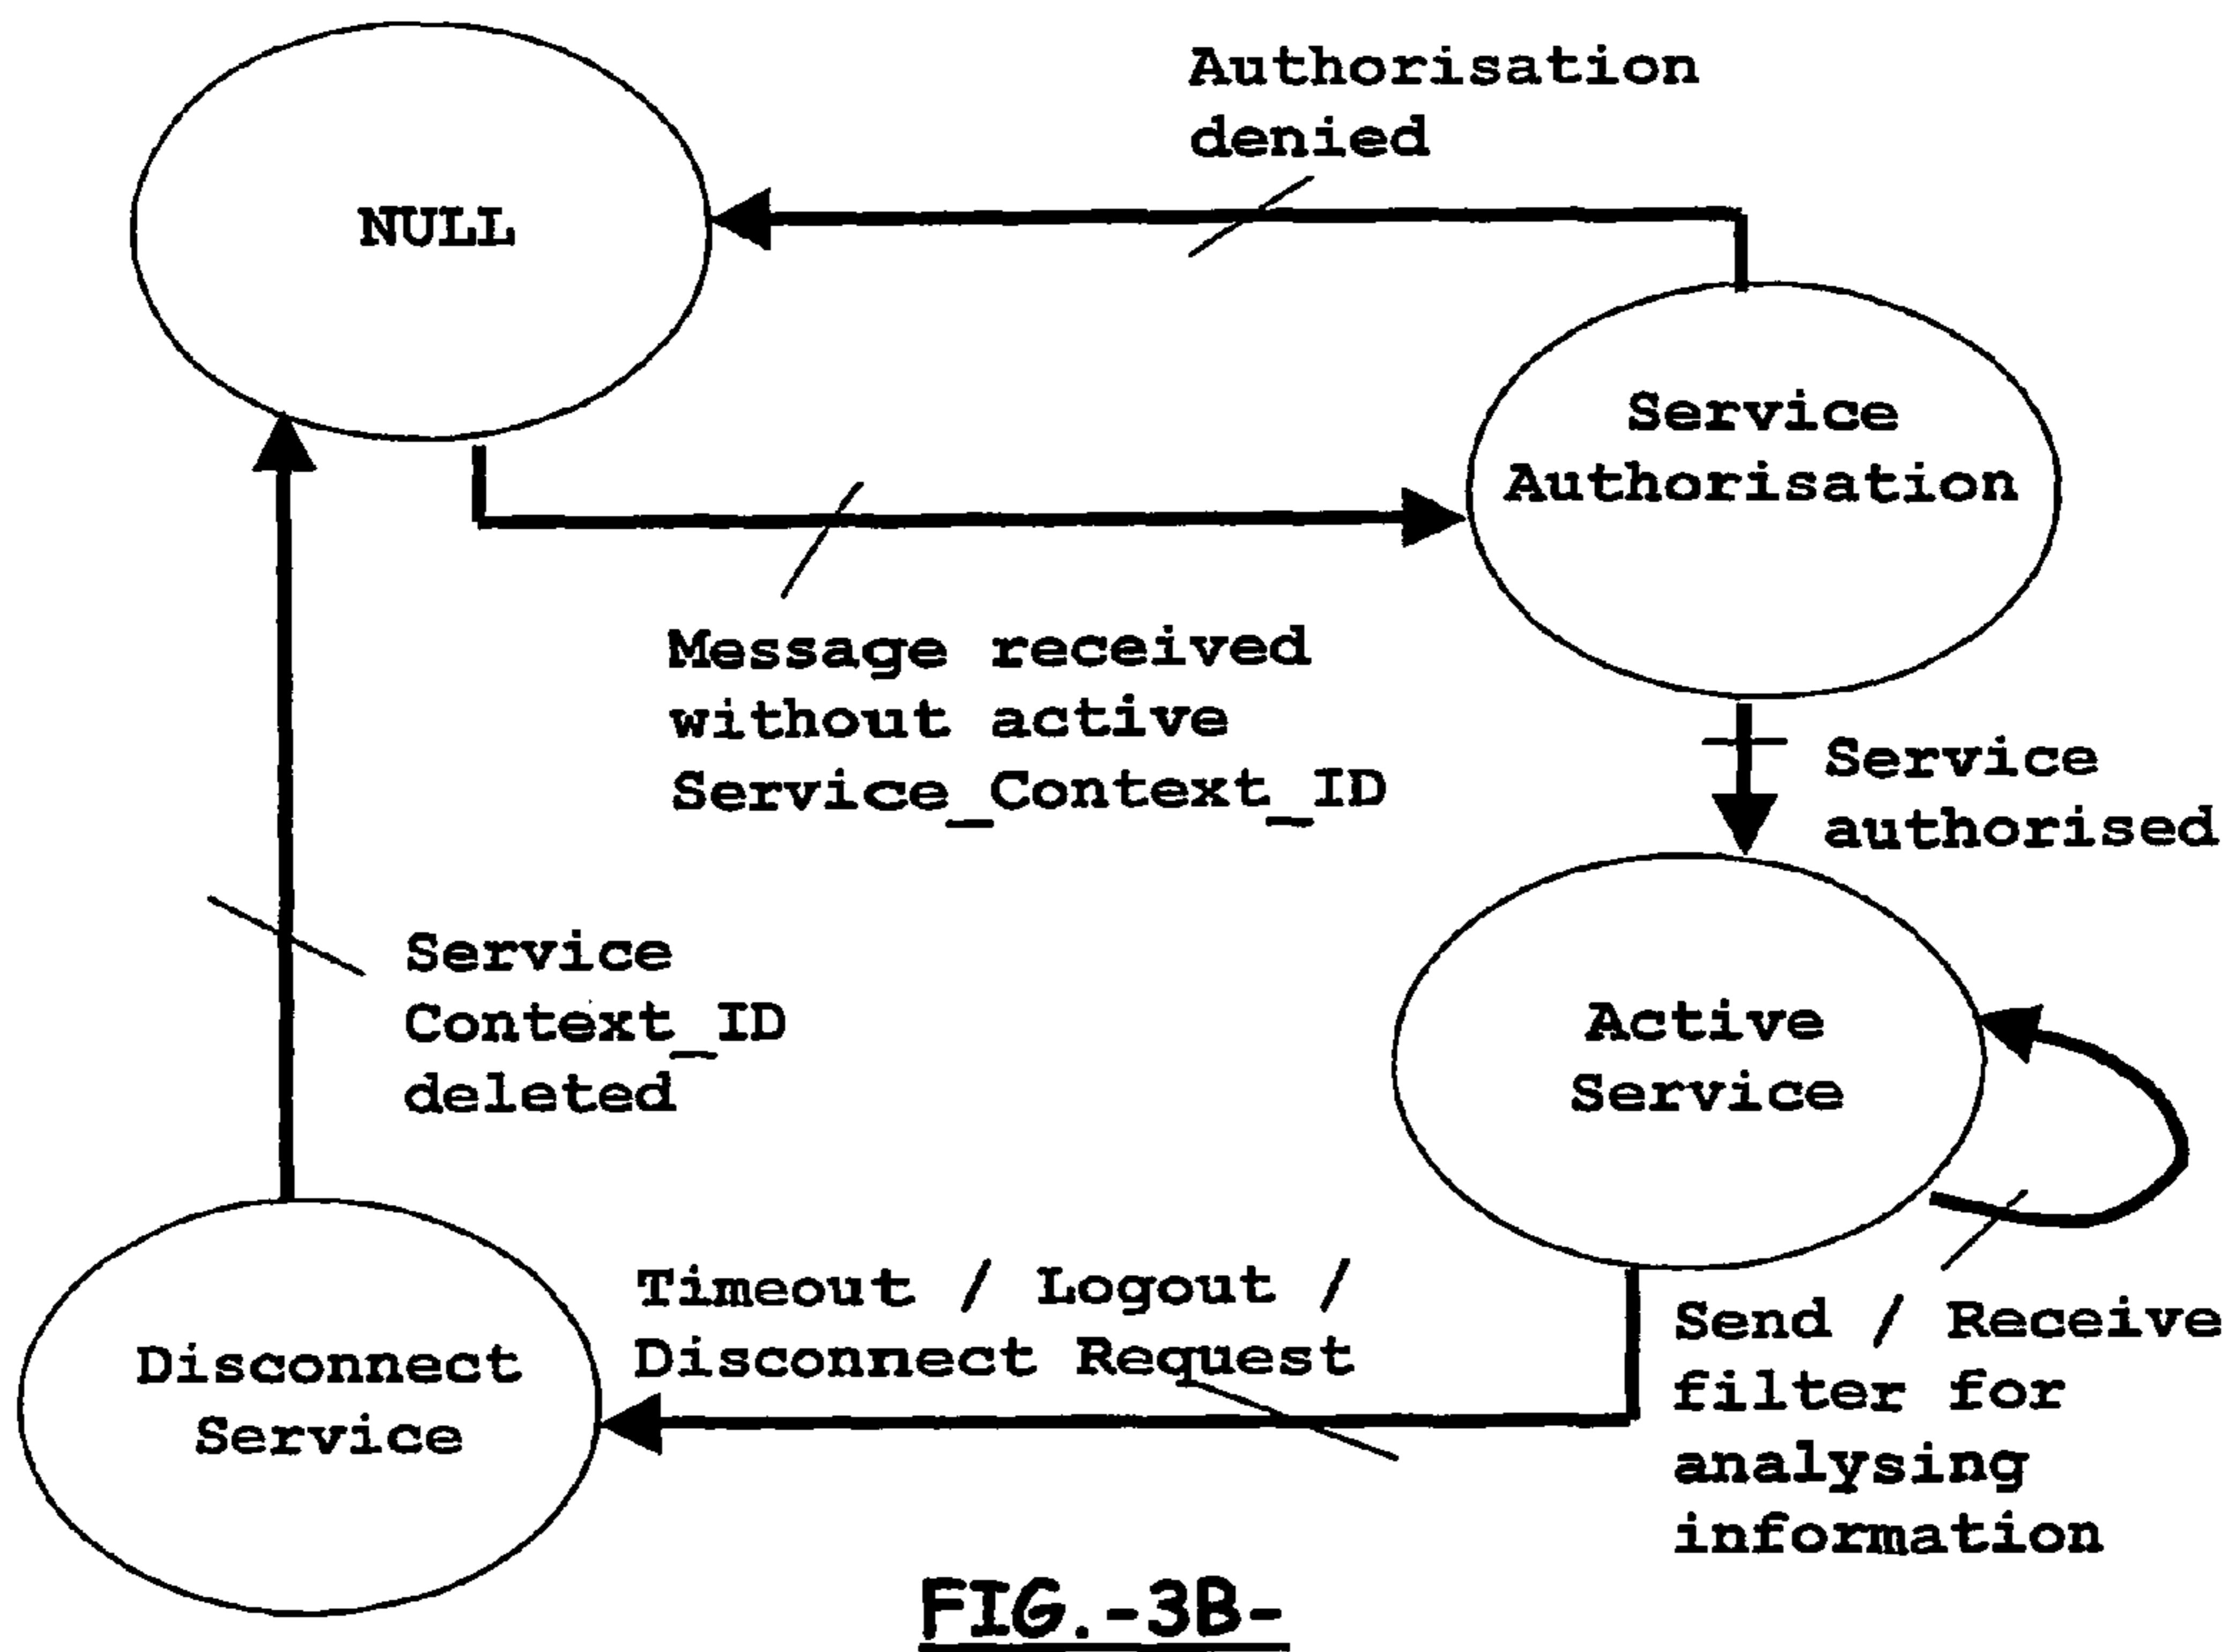 Authorisation
denied
NULL
Service
Authorisation
Message received
without active
Service_Context_ID
Service
authorised
Service
Context_ID
deleted
Active
Service
Timeout / Logout /
Disconnect Request
Disconnect
Service
Send / Receive
filter for
analysing
information
FIG.-3B-